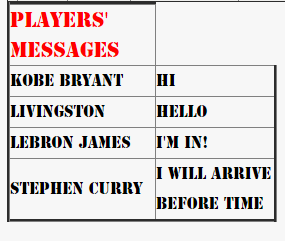 PLAYERS'
MESSAGES
KOBE BRYANT HI
LIVINGSTON HELLO
LEBRON JAMES I'M IN!
STEPHEN CURRY I WILL ARRIVE
BEFORE TIME